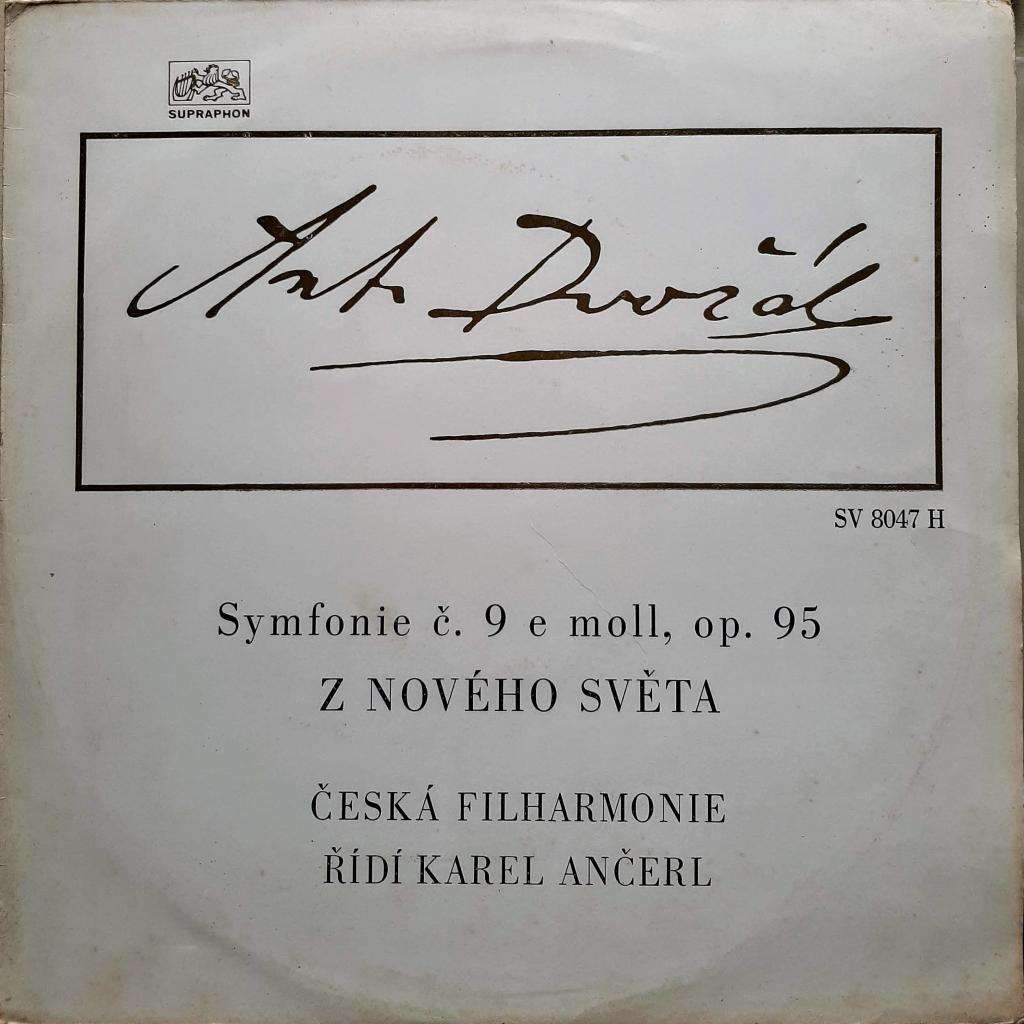 SUPRAPHON
Ant. Dvořák
SV 8047 H
Symfonie č. 9 e moll, op. 95
Z NOVÉHO SVĚTA
ČESKÁ FILHARMONIE
ŘÍDÍ KAREL ANČERL